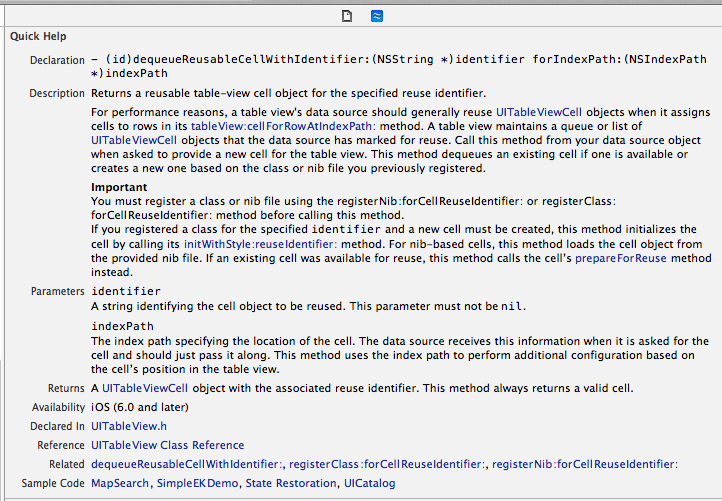 Quick Help
Declaration - (id)dequeueReusableCellWithIdentifier:(NSString *)identifier forIndexPath:(NSIndexPath
*)indexPath
Description Returns a reusable table-view cell object for the specified reuse identifier.
For performance reasons, a table view's data source should generally reuse UITableViewCell objects when it assigns
cells to rows in its tableView:cellForRowAtIndexPath: method. A table view maintains a queue or list of
UITableViewCell objects that the data source has marked for reuse. Call this method from your data source object
when asked to provide a new cell for the table view. This method dequeues an existing cell if one is available or
creates a new one based on the class or nib file you previously registered.
Important
You must register a class or nib file using the registerNib:forCellReuseIdentifier: or registerClass:
forCellReuseIdentifier: method before calling this method.
If you registered a class for the specified identifier and a new cell must be created, this method initializes the
cell by calling its initWithStyle:reuseIdentifier: method. For nib-based cells, this method loads the cell object from
the provided nib file. If an existing cell was available for reuse, this method calls the cell's prepareForReuse method
instead.
Parameters identifier
A string identifying the cell object to be reused. This parameter must not be nil.
indexPath
The index path specifying the location of the cell. The data source receives this information when it is asked for the
cell and should just pass it along. This method uses the index path to perform additional configuration based on
the cell's position in the table view.
Returns A UITableViewCell object with the associated reuse identifier. This method always returns a valid cell.
Availability iOS (6.0 and later)
Declared In UITableView.h
Reference UITableView Class Reference
Related dequeueReusableCellWithIdentifier:, registerClass:forCellReuseIdentifier:, registerNib:forCellReuseIdentifier:
Sample Code MapSearch, SimpleEKDemo, State Restoration, UICatalog